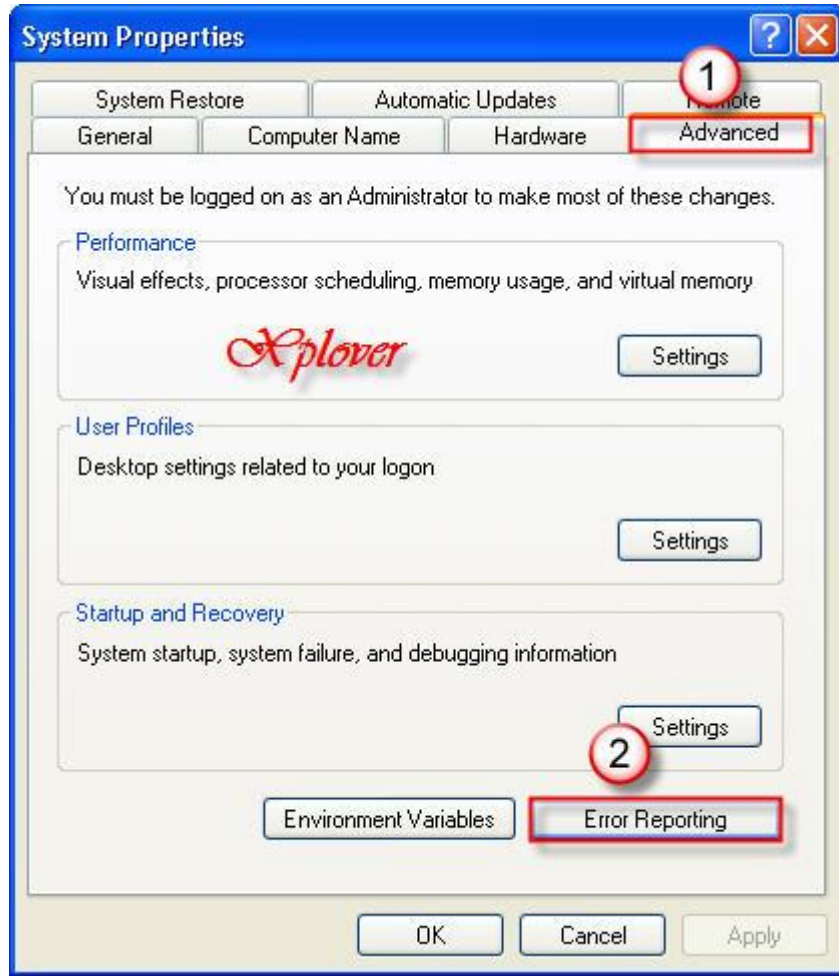 System Properties
1
System Restore Automatic Updates Remote
General Computer Name Hardware Advanced
You must be logged on as an Administrator to make most of these changes.
Performance
Visual effects, processor scheduling, memory usage, and virtual memory
Xplover
Settings
User Profiles
Desktop settings related to your logon
Settings
Startup and Recovery
System startup, system failure, and debugging information
Settings
2
Environment Variables Error Reporting
OK Cancel Apply